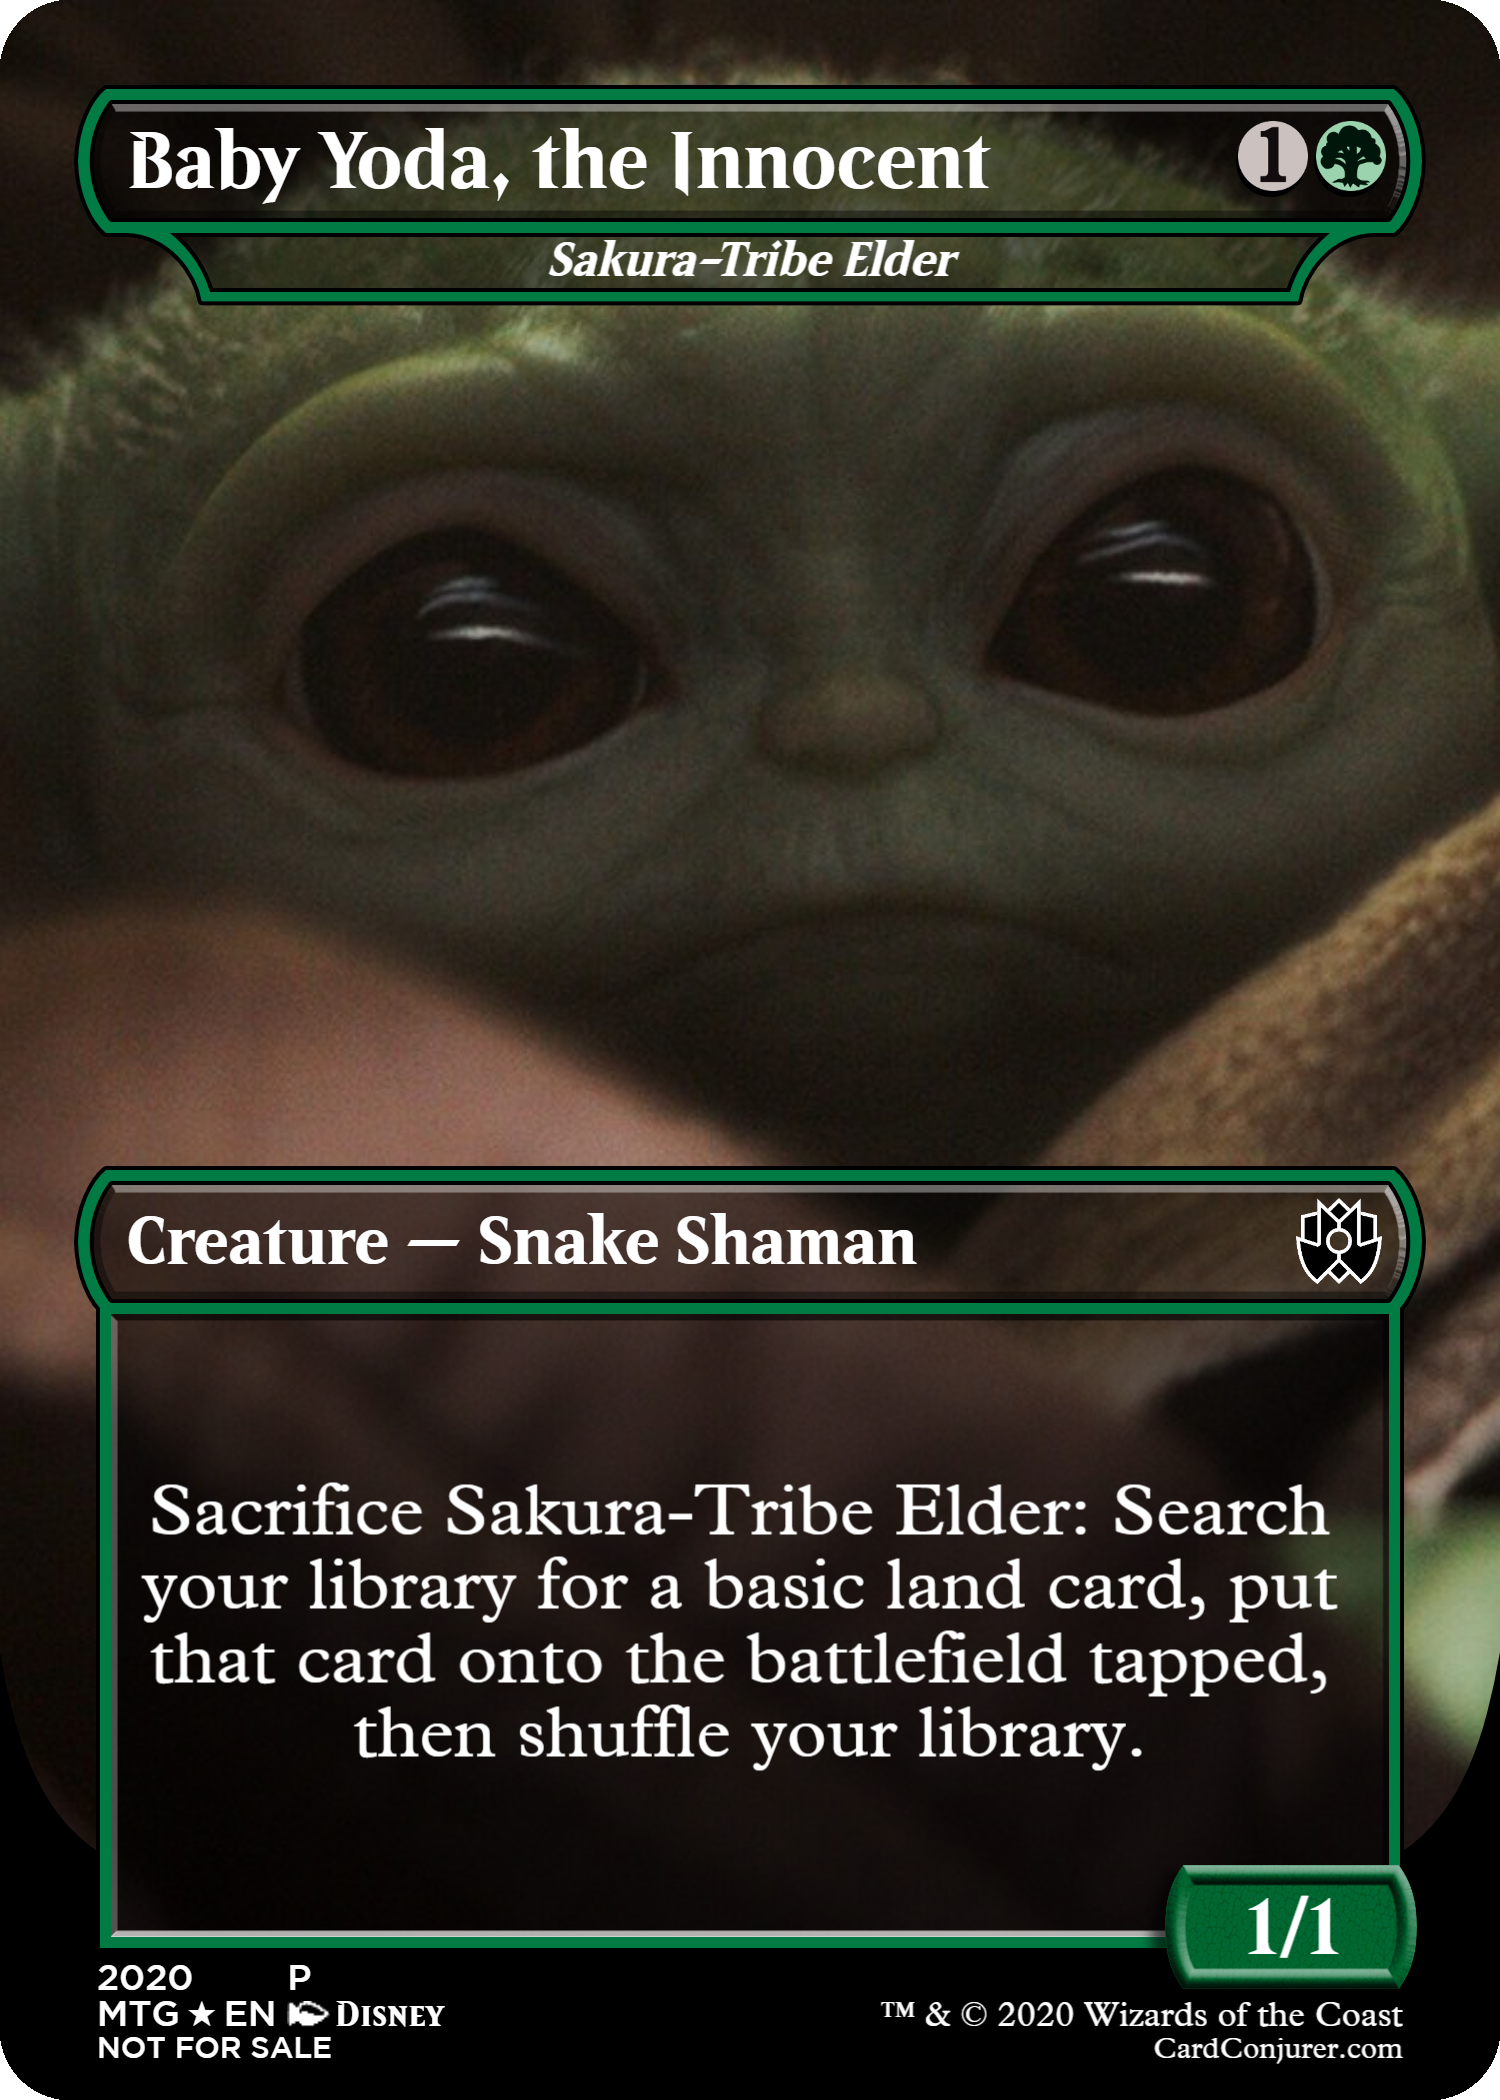 Baby Yoda, the Innocent 1
Sakura-Tribe Elder
Creature — Snake Shaman
Sacrifice Sakura-Tribe Elder: Search
your library for a basic land card, put
that card onto the battlefield tapped,
then shuffle your library.
1/1
2020 P
MTG ★ EN Disney
NOT FOR SALE
™ & © 2020 Wizards of the Coast
CardConjurer.com